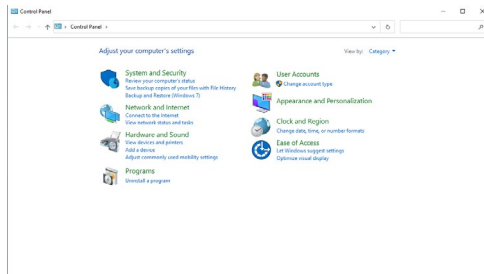 Control Panel
Control Panel
Adjust your computer's settings
View by: Category
System and Security
Review your computer's status
Save backup copies of your files with File History
Backup and Restore (Windows 7)
Network and Internet
Connect to the Internet
View network status and tasks
Hardware and Sound
View devices and printers
Add a device
Adjust commonly used mobility settings
Programs
Uninstall a program
User Accounts
Change account type
Appearance and Personalization
Clock and Region
Change date, time, or number formats
Ease of Access
Let Windows suggest settings
Optimize visual display